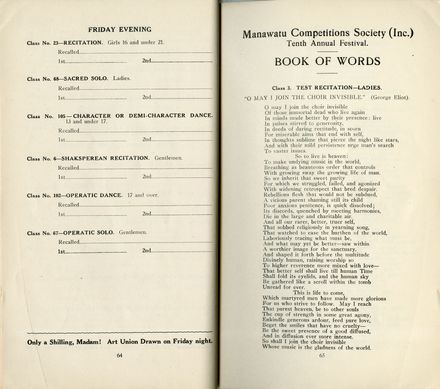 FRIDAY EVENING
Class No. 23—RECITATION. Girls 16 and under 21.
Recalled
1st 2nd
Class No. 68—SACRED SOLO. Ladies.
Recalled
1st 2nd
Class No. 105—CHARACTER OR DEMI-CHARACTER DANCE.
13 and under 17.
Recalled
1st 2nd
Class No. 6—SHAKSPEREAN RECITATION. Gentlemen.
Recalled
1st 2nd
Class No. 102—OPERATIC DANCE. 17 and over.
Recalled
1st 2nd
Class No. 67—OPERATIC SOLO. Gentlemen.
Recalled
1st 2nd
Only a Shilling, Madam! Art Union Drawn on Friday night.
64
Manawatu Competitions Society (Inc.)
Tenth Annual Festival.
BOOK OF WORDS
Class 3. TEST RECITATION—LADIES.
"O MAY I JOIN THE CHOIR INVISIBLE." (George Eliot).
O may I join the choir invisible
Of those immortal dead who live again
In minds made better by their presence: live
In pulses stirred to generosity,
In deeds of daring rectitude, in scorn
For miserable aims that end with self,
In thoughts sublime that pierce the night like stars,
And with their mild persistence urge man's search
To vaster issues.
So to live is heaven:
To make undying music in the world,
Breathing as beauteous order that controls
With growing sway the growing life of man.
So we inherit that sweet purity
For which we struggled, failed, and agonized
With widening retrospect that bred despair.
Rebellious flesh that would not be subdued,
A vicious parent shaming still its child
Poor anxious penitence, is quick dissolved;
Its discords, quenched by meeting harmonies,
Die in the large and charitable air
And all our rarer, better, truer self,
That sobbed religiously in yearning song,
That watched to ease the burthen of the world,
Laboriously tracing what must be,
And what may yet be better—saw within
A worthier image for the sanctuary,
And shaped it forth before the multitude
Divinely human, raising worship so
To higher reverence more mixed with love—
That better self shall live till human Time
Shall fold its eyelids, and the human sky
Be gathered like a scroll within the tomb
Unread for ever.
This is life to come,
Which martyred men have made more glorious
For us who strive to follow. May I reach
That purest heaven, be to other souls
The cup of strength in some great agony,
Enkindle generous ardour, feed pure love,
Beget the smiles that have no cruelty—
Be the sweet presence of a good diffused,
And in diffusion ever more intense.
So shall I join the choir invisible
Whose music is the gladness of the world.
65